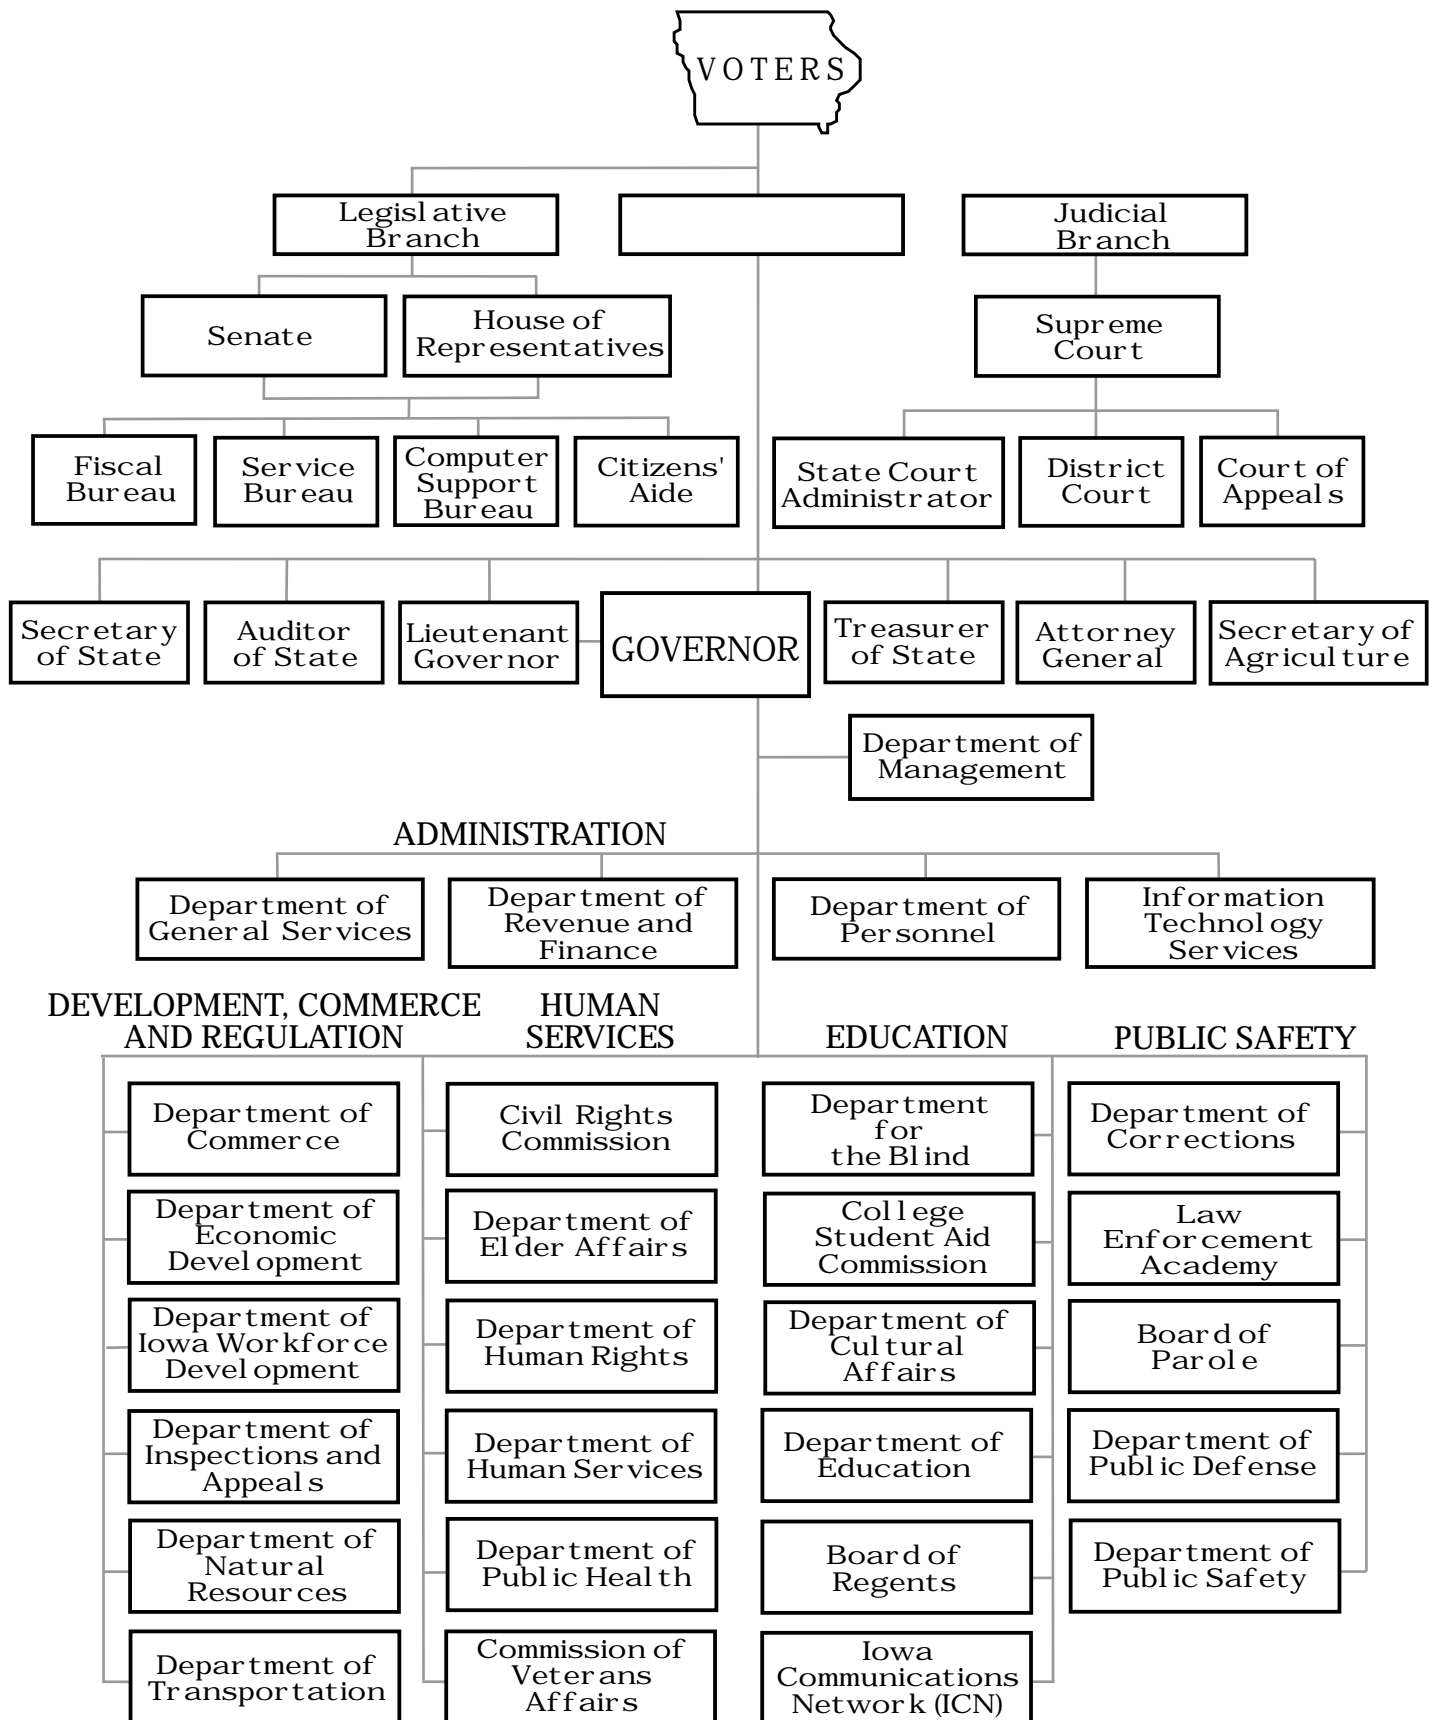 VOTERS
Legislative
Branch
Judicial
Branch
Senate
House of
Representatives
Supreme
Court
Fiscal
Bureau
Service
Bureau
Computer
Support
Bureau
Citizens'
Aide
State Court
Administrator
District
Court
Court of
Appeals
Secretary
of State
Auditor
of State
Lieutenant
Governor
GOVERNOR
Treasurer
of State
Attorney
General
Secretary of
Agriculture
Department of
Management
ADMINISTRATION
Department of
General Services
Department of
Revenue and
Finance
Department of
Personnel
Information
Technology
Services
DEVELOPMENT, COMMERCE
AND REGULATION
Department of
Commerce
Department of
Economic
Development
Department of
Iowa Workforce
Development
Department of
Inspections and
Appeals
Department of
Natural
Resources
Department of
Transportation
HUMAN
SERVICES
Civil Rights
Commission
Department of
Elder Affairs
Department of
Human Rights
Department of
Human Services
Department of
Public Health
Commission of
Veterans
Affairs
EDUCATION
Department
for
the Blind
College
Student Aid
Commission
Department of
Cultural
Affairs
Department of
Education
Board of
Regents
Iowa
Communications
Network (ICN)
PUBLIC SAFETY
Department of
Corrections
Law
Enforcement
Academy
Board of
Parole
Department of
Public Defense
Department of
Public Safety